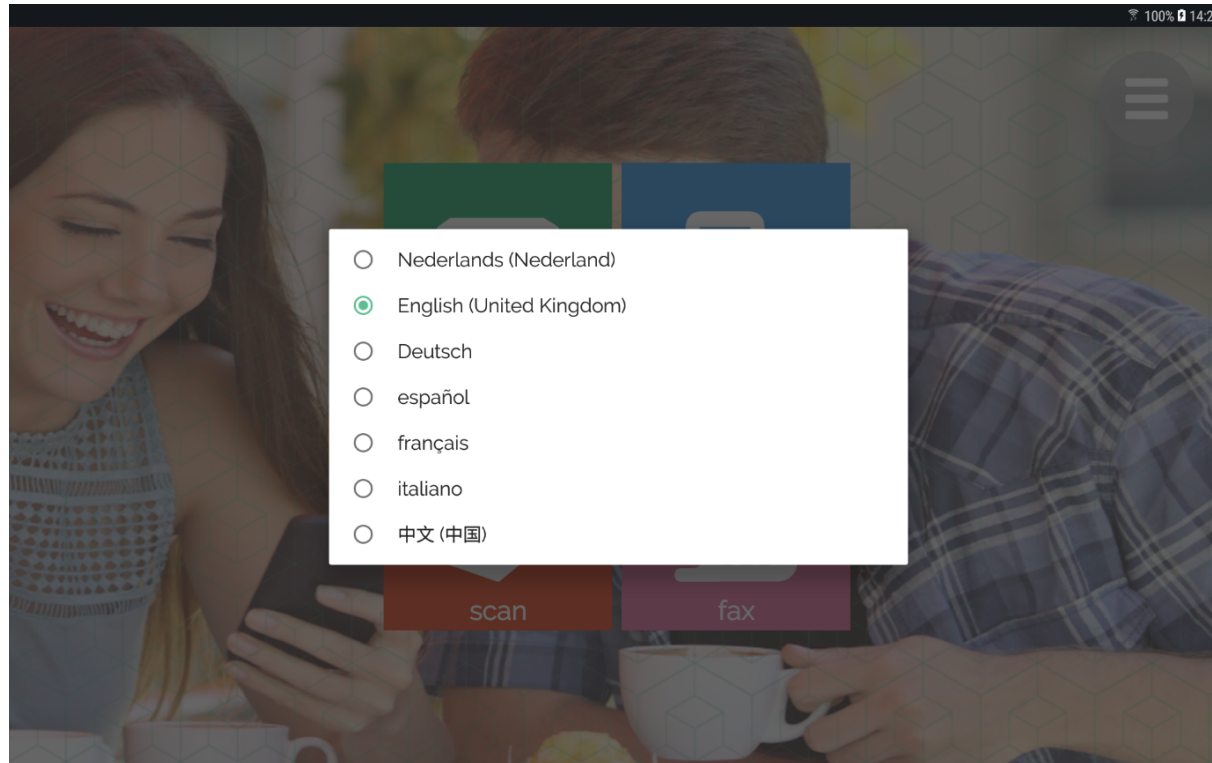 100% 14:2
Nederlands (Nederland)
English (United Kingdom)
Deutsch
español
français
italiano
中文 (中国)
scan
fax